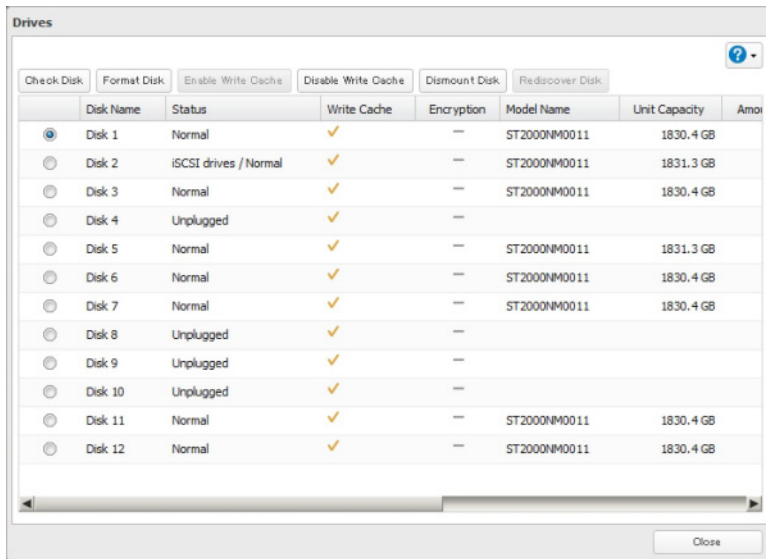 Drives
?
Check Disk Format Disk Enable Write Cache Disable Write Cache Dismount Disk Rediscover Disk
Disk Name Status Write Cache Encryption Model Name Unit Capacity Amou
Disk 1 Normal ST2000NM0011 1830.4 GB
Disk 2 iSCSI drives / Normal ST2000NM0011 1831.3 GB
Disk 3 Normal ST2000NM0011 1830.4 GB
Disk 4 Unplugged
Disk 5 Normal ST2000NM0011 1831.3 GB
Disk 6 Normal ST2000NM0011 1830.4 GB
Disk 7 Normal ST2000NM0011 1830.4 GB
Disk 8 Unplugged
Disk 9 Unplugged
Disk 10 Unplugged
Disk 11 Normal ST2000NM0011 1830.4 GB
Disk 12 Normal ST2000NM0011 1830.4 GB
Close